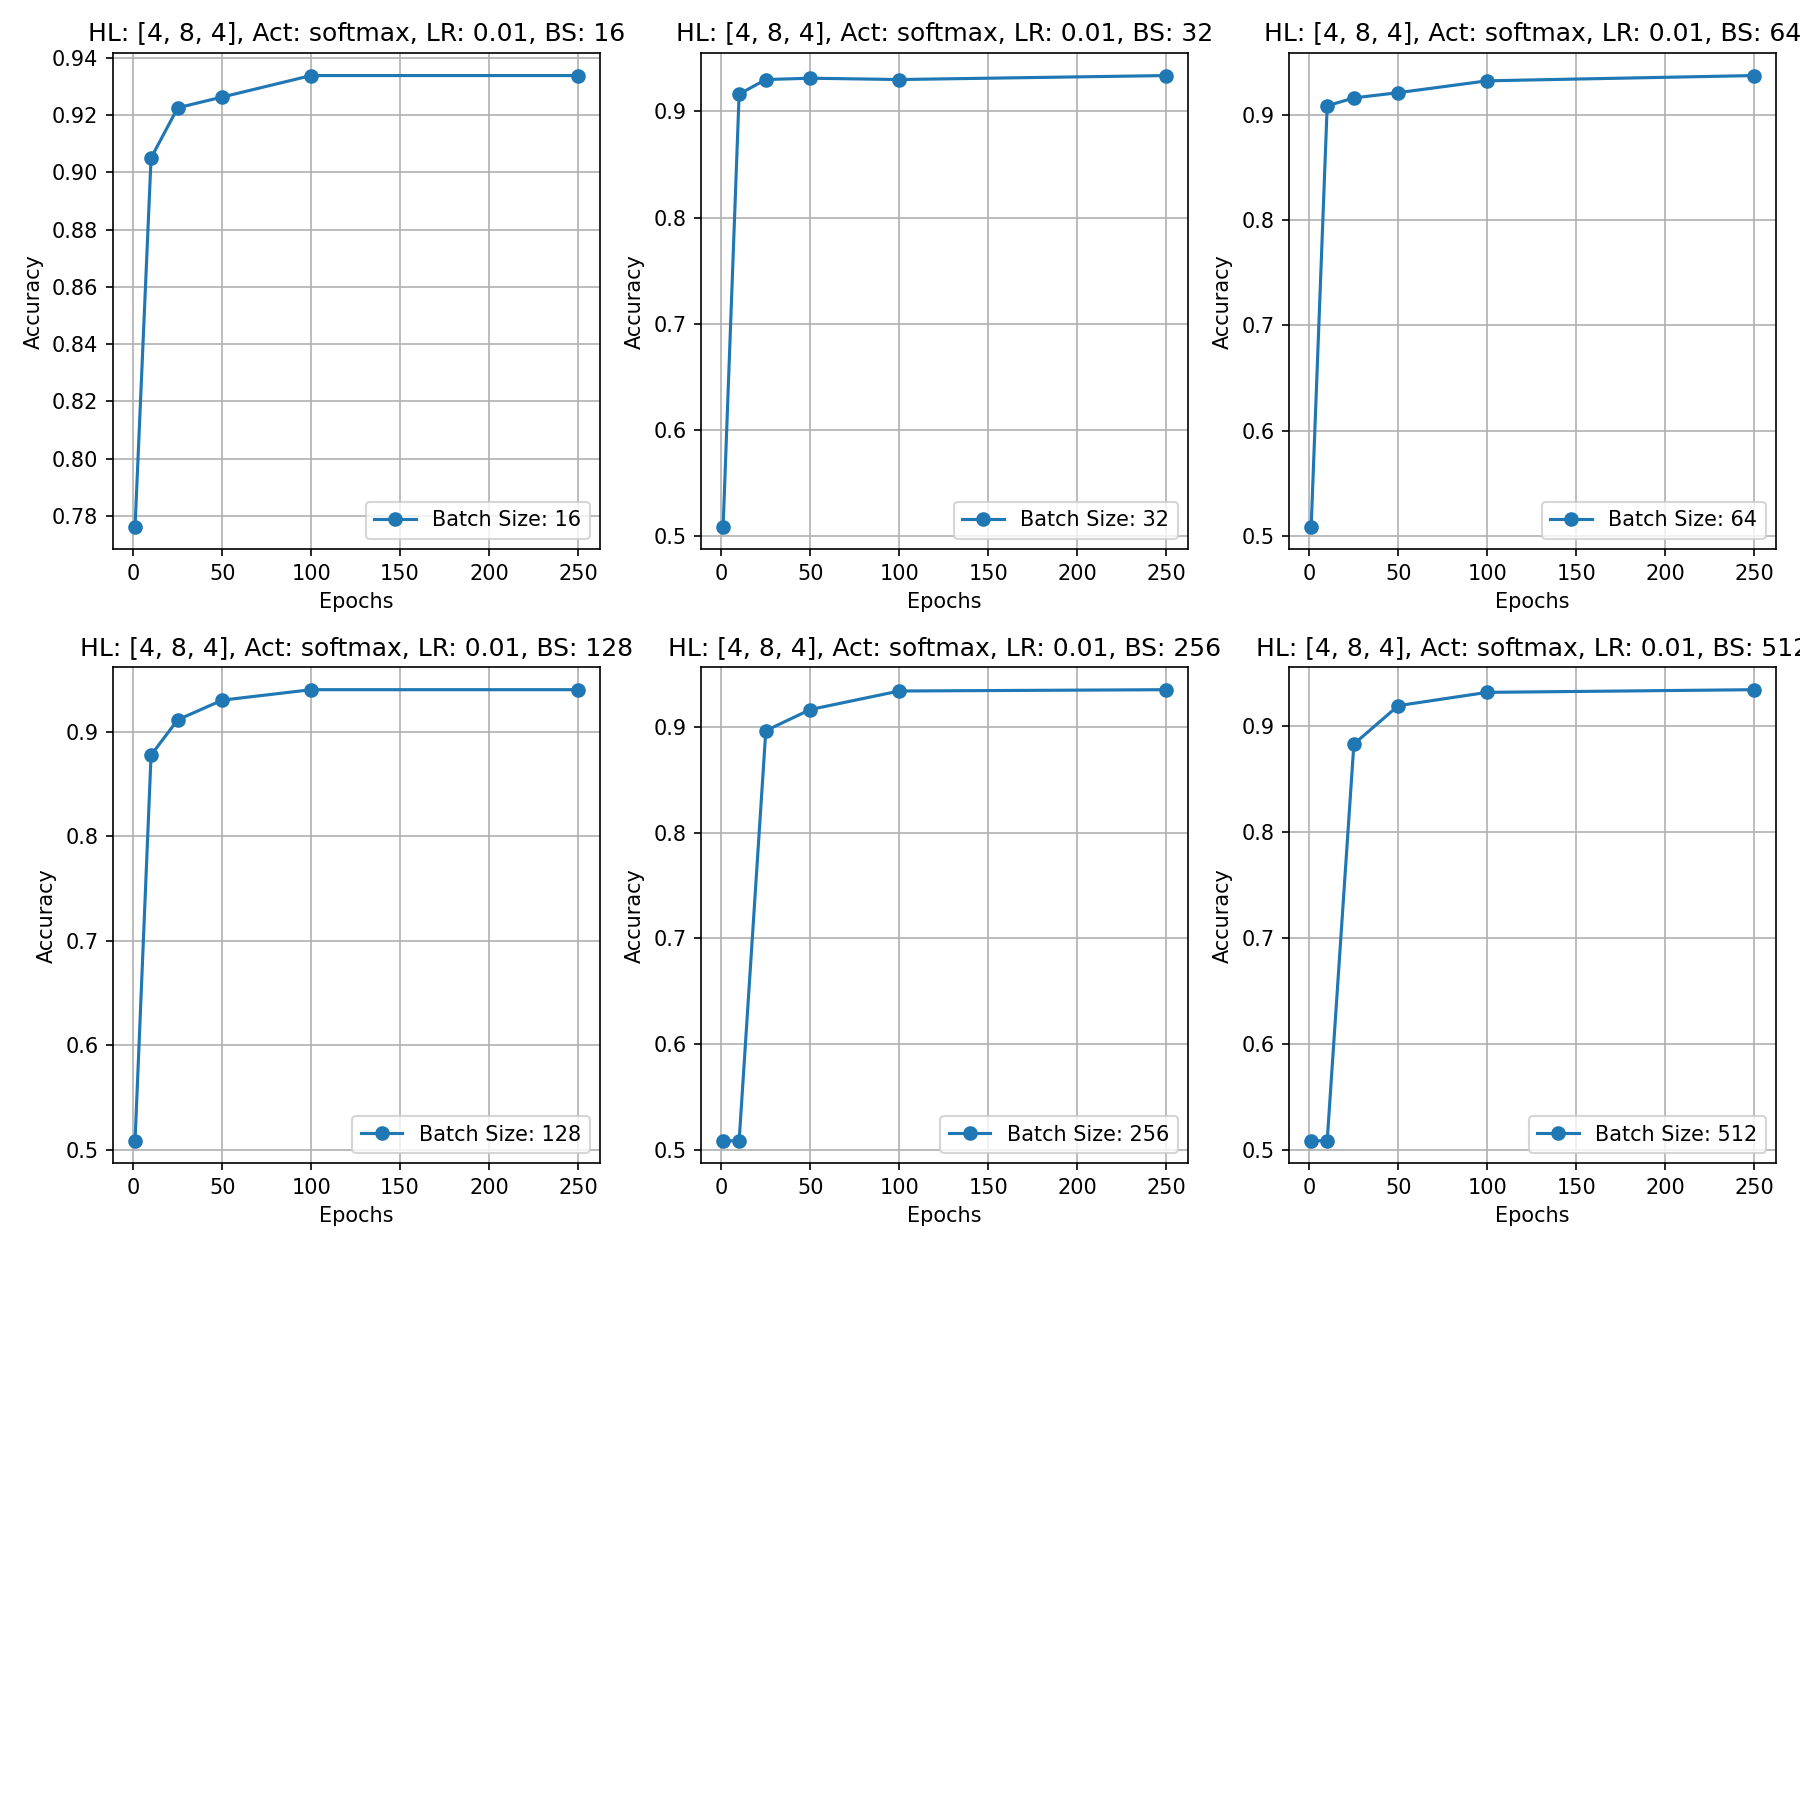 HL: [4, 8, 4], Act: softmax, LR: 0.01, BS: 16
0.94
0.92
0.90
0.88
0.86
0.84
0.82
0.80
0.78
Accuracy
Batch Size: 16
0 50 100 150 200 250
Epochs
HL: [4, 8, 4], Act: softmax, LR: 0.01, BS: 32
0.9
0.8
0.7
0.6
0.5
Accuracy
Batch Size: 32
0 50 100 150 200 250
Epochs
HL: [4, 8, 4], Act: softmax, LR: 0.01, BS: 64
0.9
0.8
0.7
0.6
0.5
Accuracy
Batch Size: 64
0 50 100 150 200 250
Epochs
HL: [4, 8, 4], Act: softmax, LR: 0.01, BS: 128
0.9
0.8
0.7
0.6
0.5
Accuracy
Batch Size: 128
0 50 100 150 200 250
Epochs
HL: [4, 8, 4], Act: softmax, LR: 0.01, BS: 256
0.9
0.8
0.7
0.6
0.5
Accuracy
Batch Size: 256
0 50 100 150 200 250
Epochs
HL: [4, 8, 4], Act: softmax, LR: 0.01, BS: 512
0.9
0.8
0.7
0.6
0.5
Accuracy
Batch Size: 512
0 50 100 150 200 250
Epochs